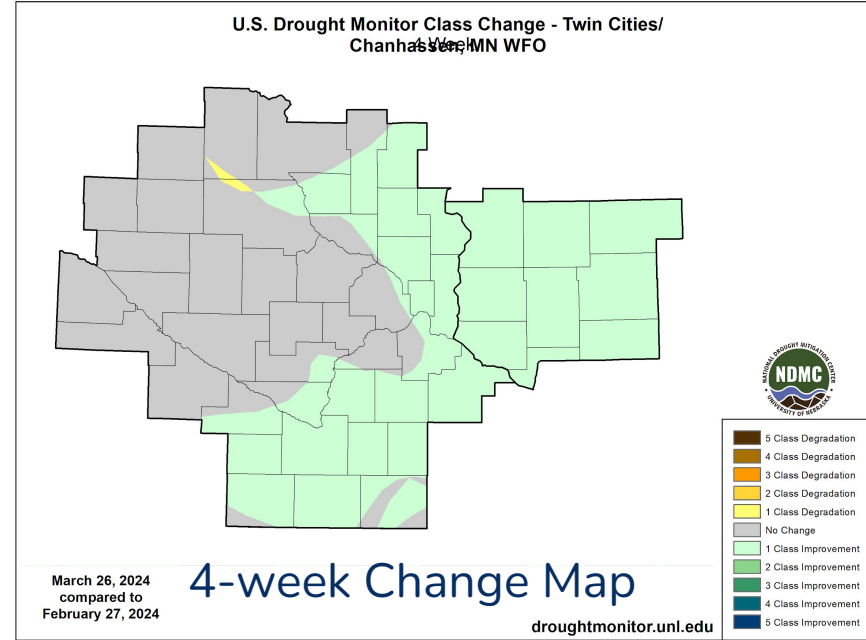 U.S. Drought Monitor Class Change - Twin Cities/
Chanhassen, MN WFO
4 Week
NATIONAL DROUGHT MITIGATION CENTER
NDMC
UNIVERSITY OF NEBRASKA
5 Class Degradation
4 Class Degradation
3 Class Degradation
2 Class Degradation
1 Class Degradation
No Change
1 Class Improvement
2 Class Improvement
3 Class Improvement
4 Class Improvement
5 Class Improvement
March 26, 2024
compared to
February 27, 2024
4-week Change Map
droughtmonitor.unl.edu